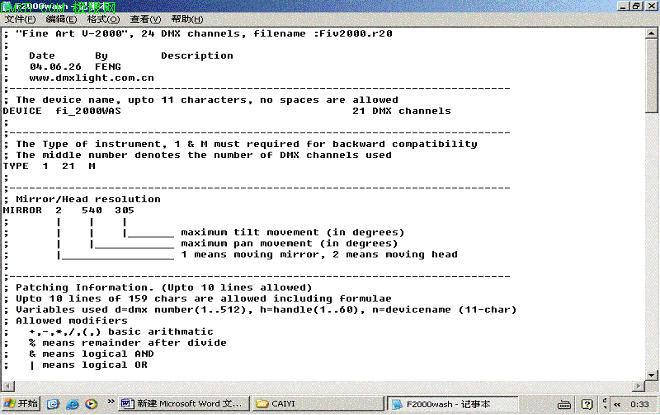 F2000wash - 记事本
文件(F) 编辑(E) 格式(O) 查看(V) 帮助(H)
; "Fine Art V-2000", 24 DMX channels, filename :Fiv2000.r20
;
; Date By Description
; 04.06.26 FENG
; www.dmxlight.com.cn
;------------------------------------------------------------------
; The device name, upto 11 characters, no spaces are allowed
DEVICE fi_2000WAS 21 DMX channels
;
;------------------------------------------------------------------
; The Type of instrument, 1 & M must required for backward compatibility
; The middle number denotes the number of DMX channels used
TYPE 1 21 M
;
;------------------------------------------------------------------
; Mirror/Head resolution
MIRROR 2 540 305
; | | |
; | | |_______ maximum tilt movement (in degrees)
; | |_____________ maximum pan movement (in degrees)
; |___________________ 1 means moving mirror, 2 means moving head
;
;------------------------------------------------------------------
; Patching Information. (Upto 10 lines allowed)
; Upto 10 lines of 159 chars are allowed including formulae
; Variables used d=dmx number(1..512), h=handle(1..60), n=devicename (11-char)
; Allowed modifiers
; +,-,*,/,(,) basic arithmatic
; % means remainder after divide
; & means logical AND
; | means logical OR
开始 新建 Microsoft Word 文... CAIYI F2000wash - 记事本 0:33